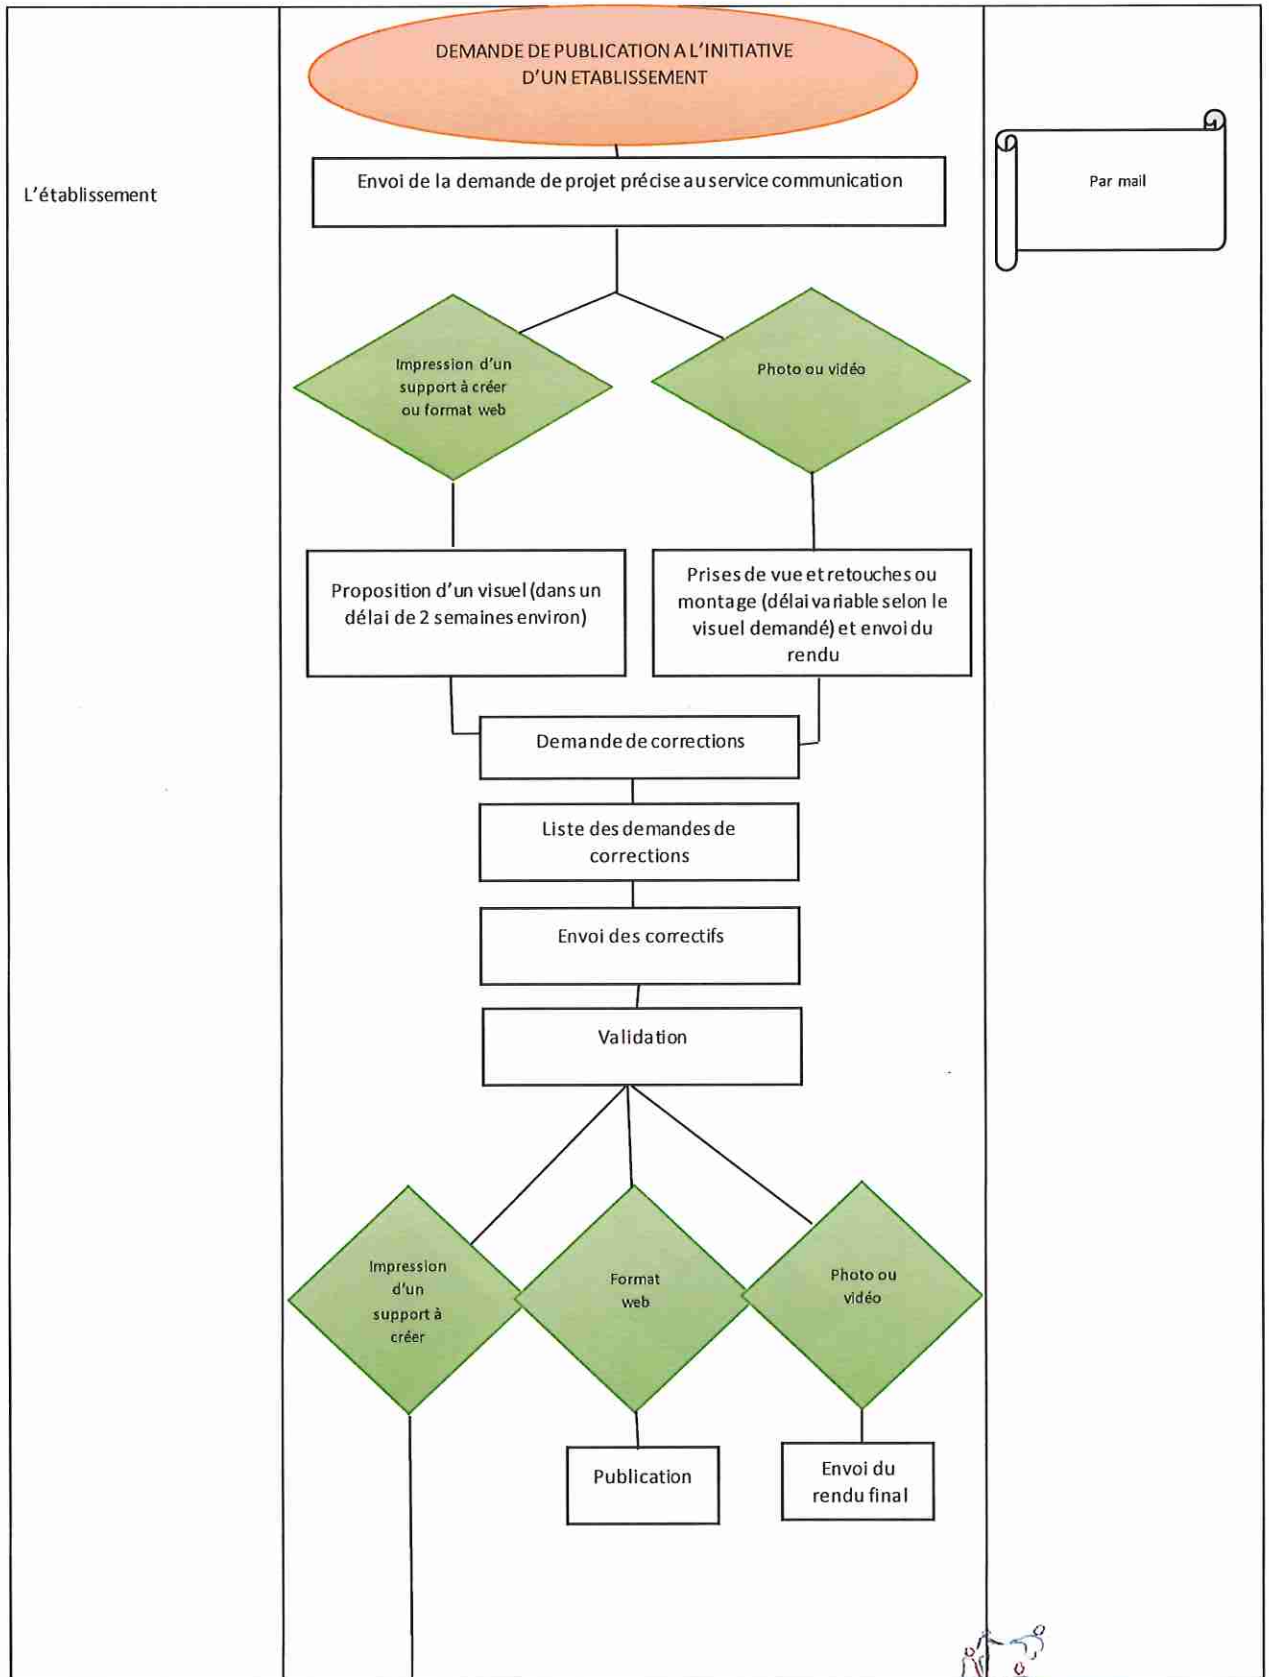 DEMANDE DE PUBLICATION A L'INITIATIVE
D'UN ETABLISSEMENT
L'établissement
Envoi de la demande de projet précise au service communication
Par mail
Impression d'un
support à créer
ou format web
Photo ou vidéo
Proposition d'un visuel (dans un
délai de 2 semaines environ)
Prises de vue et retouches ou
montage (délai variable selon le
visuel demandé) et envoi du
rendu
Demande de corrections
Liste des demandes de
corrections
Envoi des correctifs
Validation
Impression
d'un
support à
créer
Format
web
Photo ou
vidéo
Publication
Envoi du
rendu final